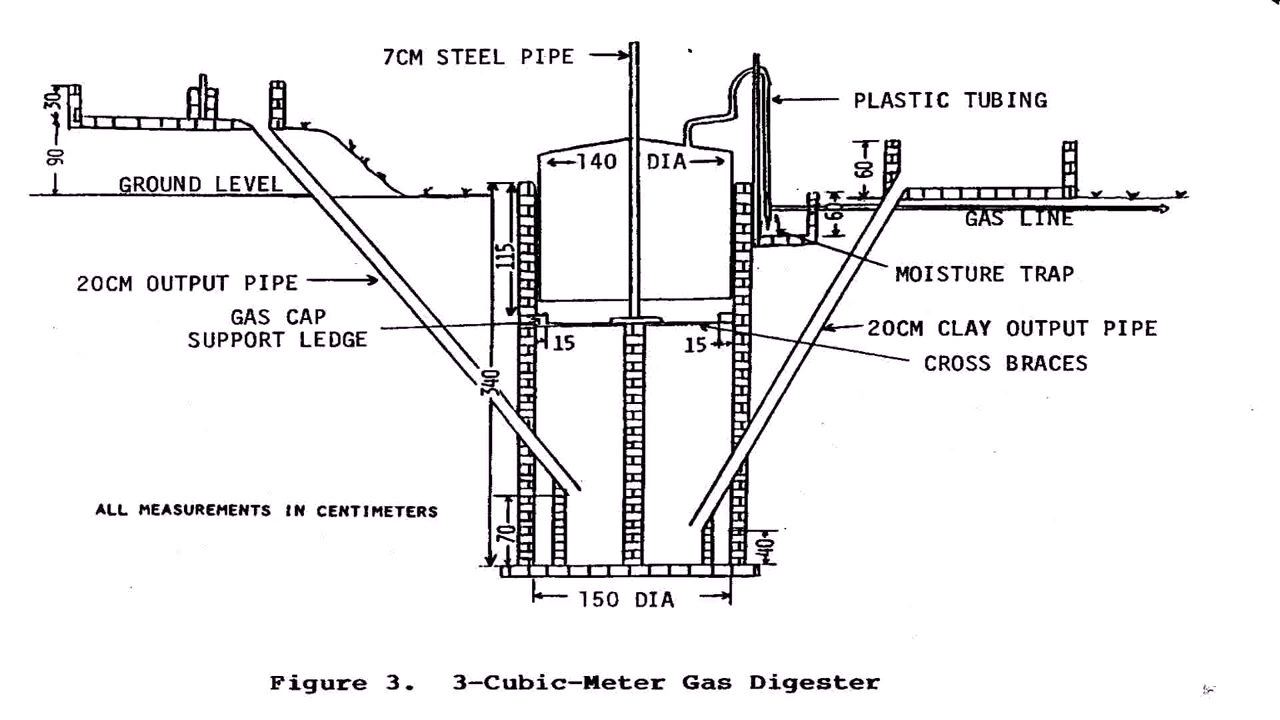 7CM STEEL PIPE
PLASTIC TUBING
30
90
140 DIA
60
GROUND LEVEL
60
GAS LINE
115
MOISTURE TRAP
20CM OUTPUT PIPE
GAS CAP
SUPPORT LEDGE
15
15
20CM CLAY OUTPUT PIPE
CROSS BRACES
340
ALL MEASUREMENTS IN CENTIMETERS
70
40
150 DIA
Figure 3. 3-Cubic-Meter Gas Digester